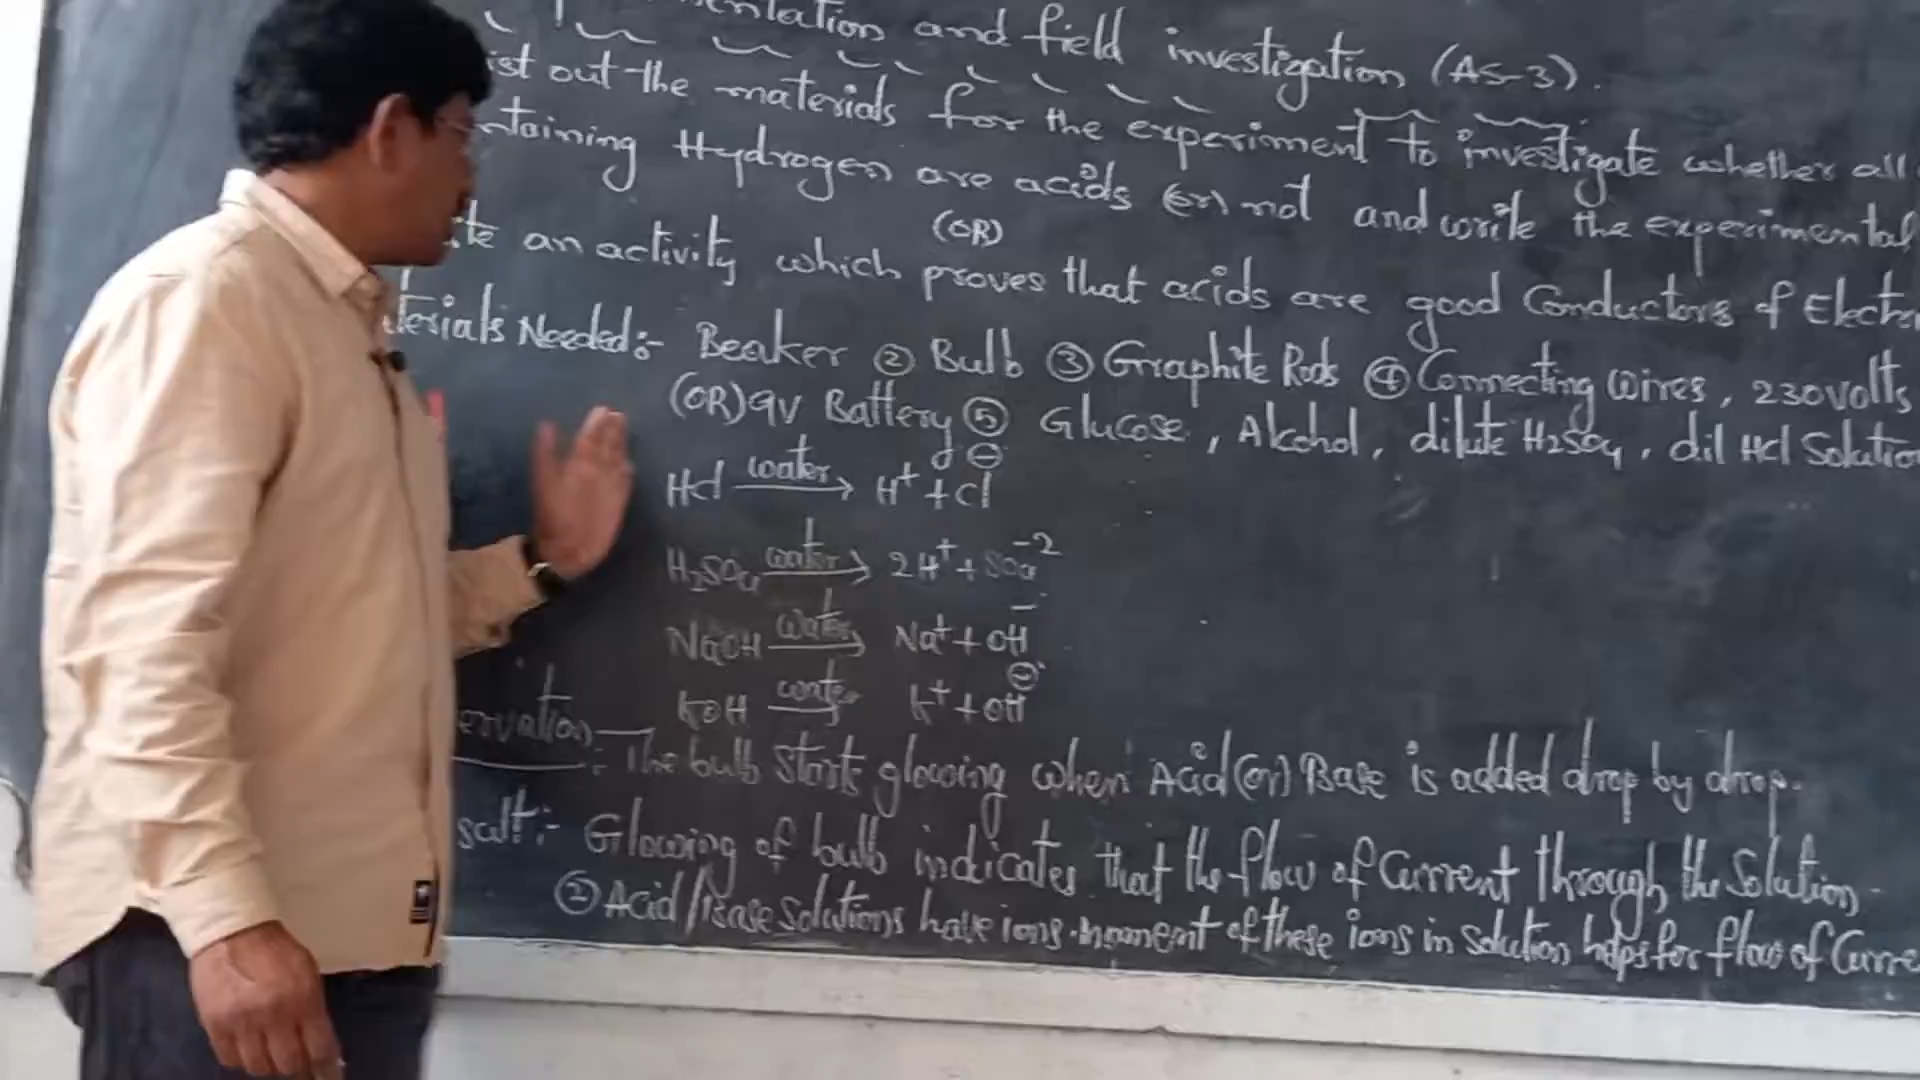 entation and field investigation (AS-3).
ist out the materials for the experiment to investigate whether all
ntaining Hydrogen are acids (or) not and write the experimental
(OR)
ite an activity which proves that acids are good Conductors of Electr
terials Needed:- Beaker ② Bulb ③ Graphite Rods ④ Connecting wires, 230volts
(OR) 9V Battery ⑤ Glucose, Alcohol, dilute H₂SO₄, dil Hcl Solutio
Hcl water→ H⁺ + Cl⊖
H₂SO₄ water→ 2H⁺ + SO₄⁻²
NaOH water→ Na⁺ + OH⁻
KOH water→ K⁺ + OH⊖
ervation:- The bulb starts glowing when Acid (or) Base is added drop by drop.
salt:- Glowing of bulb indicates that the flow of Current through the Solution.
② Acid/Base Solutions have ions. moment of these ions in Solution helps for flow of Curre